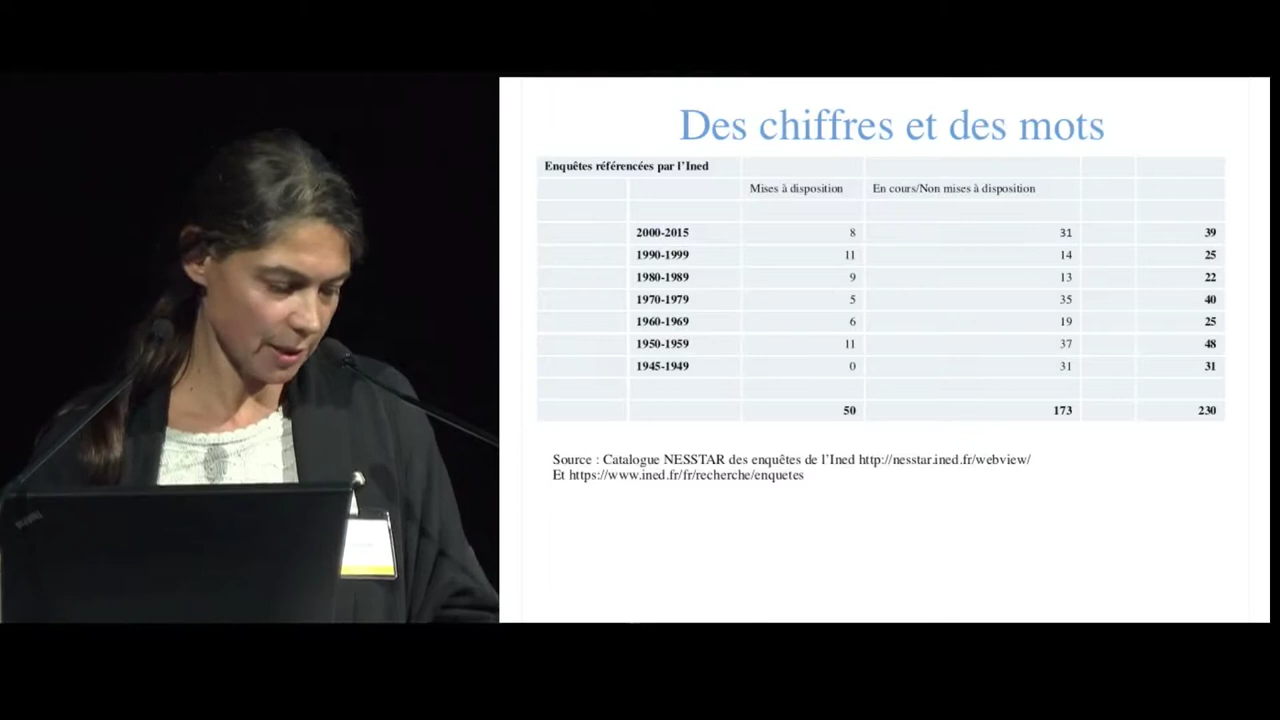 Des chiffres et des mots
Enquêtes référencées par l’Ined
Mises à disposition En cours/Non mises à disposition
2000-2015 8 31 39
1990-1999 11 14 25
1980-1989 9 13 22
1970-1979 5 35 40
1960-1969 6 19 25
1950-1959 11 37 48
1945-1949 0 31 31
50 173 230
Source : Catalogue NESSTAR des enquêtes de l’Ined http://nesstar.ined.fr/webview/
Et https://www.ined.fr/fr/recherche/enquetes